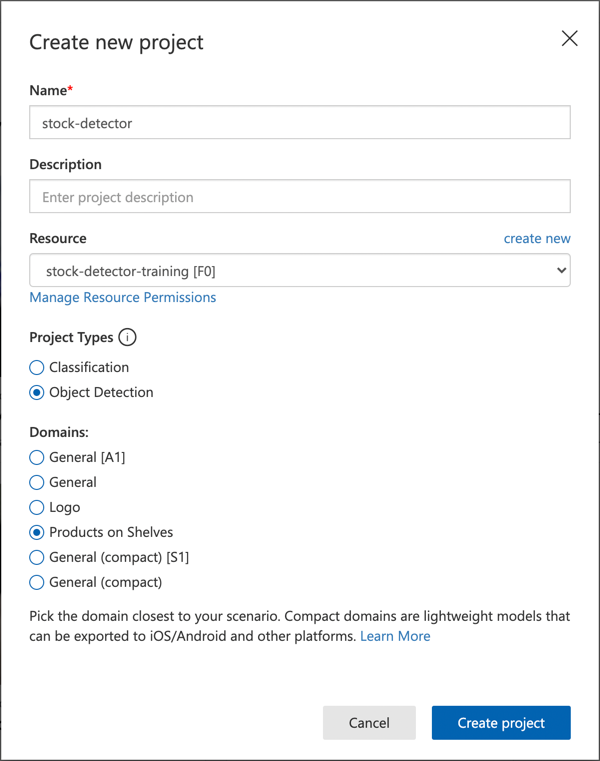 Create new project
Name*
stock-detector
Description
Enter project description
Resource create new
stock-detector-training [F0]
Manage Resource Permissions
Project Types i
Classification
Object Detection
Domains:
General [A1]
General
Logo
Products on Shelves
General (compact) [S1]
General (compact)
Pick the domain closest to your scenario. Compact domains are lightweight models that
can be exported to iOS/Android and other platforms. Learn More
Cancel Create project